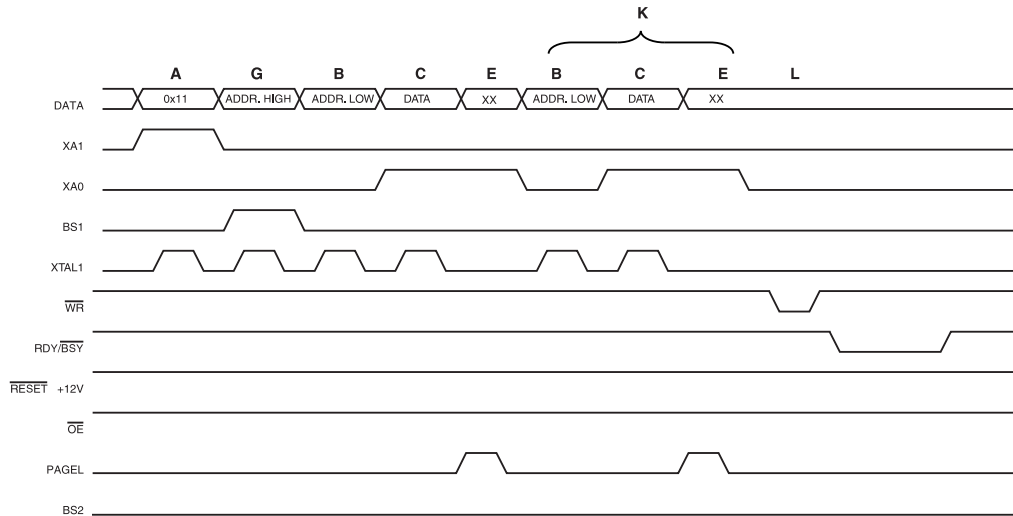 K
A G B C E B C E L
DATA 0x11 ADDR. HIGH ADDR. LOW DATA XX ADDR. LOW DATA XX
XA1
XA0
BS1
XTAL1
WR
RDY/BSY
RESET +12V
OE
PAGEL
BS2